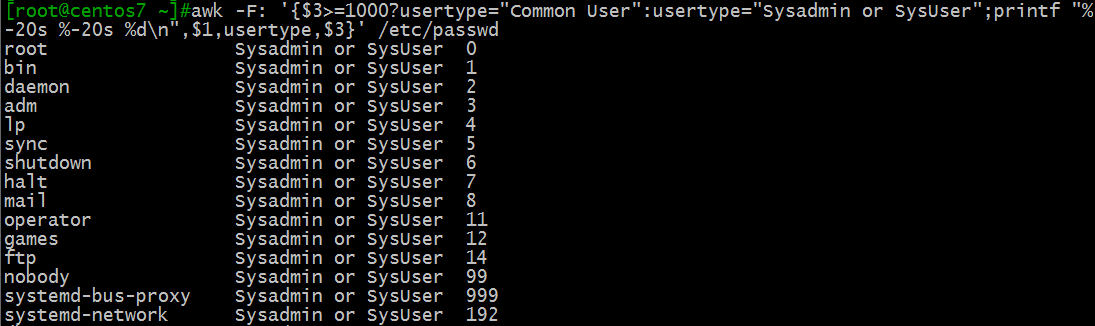 [root@centos7 ~]#awk -F: '{$3>=1000?usertype="Common User":usertype="Sysadmin or SysUser";printf "%
-20s %-20s %d\n",$1,usertype,$3}' /etc/passwd
root                 Sysadmin or SysUser  0
bin                  Sysadmin or SysUser  1
daemon               Sysadmin or SysUser  2
adm                  Sysadmin or SysUser  3
lp                   Sysadmin or SysUser  4
sync                 Sysadmin or SysUser  5
shutdown             Sysadmin or SysUser  6
halt                 Sysadmin or SysUser  7
mail                 Sysadmin or SysUser  8
operator             Sysadmin or SysUser  11
games                Sysadmin or SysUser  12
ftp                  Sysadmin or SysUser  14
nobody               Sysadmin or SysUser  99
systemd-bus-proxy    Sysadmin or SysUser  999
systemd-network      Sysadmin or SysUser  192